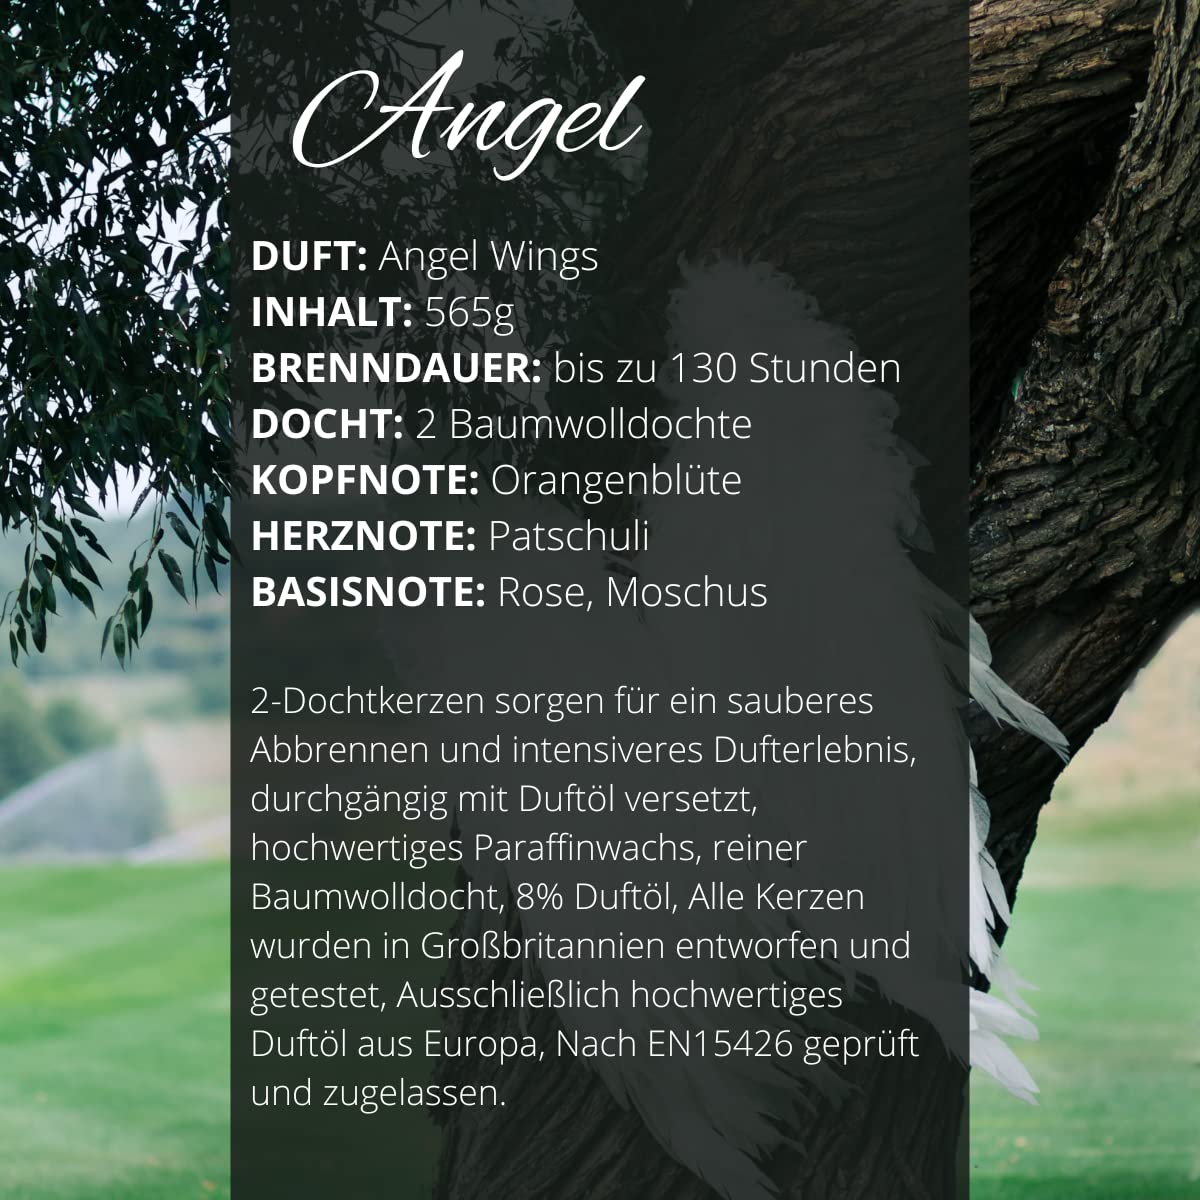 Angel
DUFT: Angel Wings
INHALT: 565g
BRENNDAUER: bis zu 130 Stunden
DOCHT: 2 Baumwolldochte
KOPFNOTE: Orangenblüte
HERZNOTE: Patschuli
BASISNOTE: Rose, Moschus
2-Dochtkerzen sorgen für ein sauberes
Abbrennen und intensiveres Dufterlebnis,
durchgängig mit Duftöl versetzt,
hochwertiges Paraffinwachs, reiner
Baumwolldocht, 8% Duftöl, Alle Kerzen
wurden in Großbritannien entworfen und
getestet, Ausschließlich hochwertiges
Duftöl aus Europa, Nach EN15426 geprüft
und zugelassen.